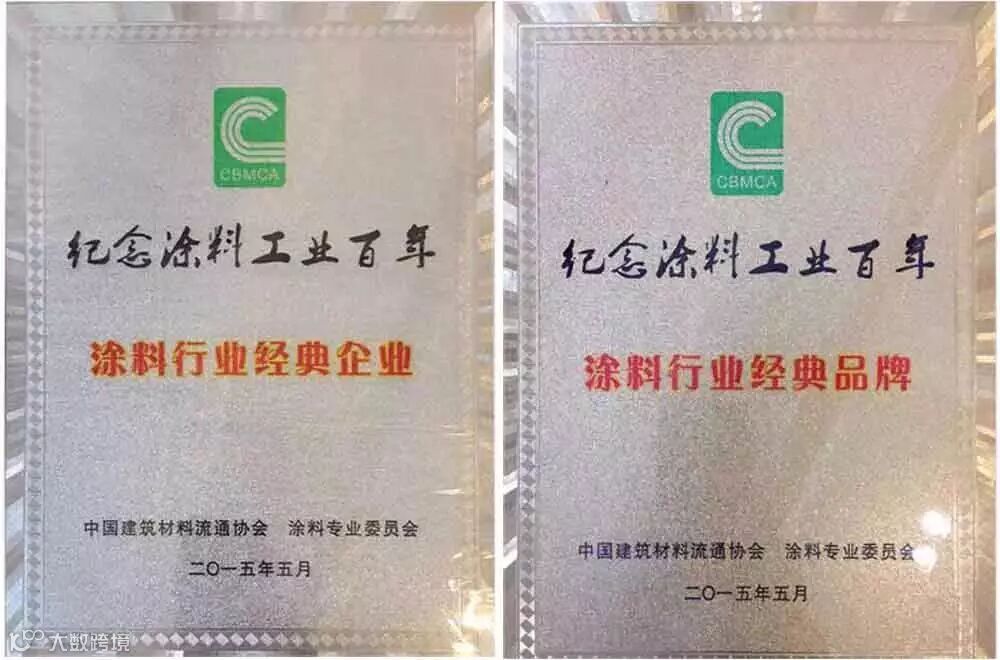 CBMCA
纪念涂料工业百年
涂料行业经典企业
中国建筑材料流通协会 涂料专业委员会
二〇一五年五月
CBMCA
纪念涂料工业百年
涂料行业经典品牌
中国建筑材料流通协会 涂料专业委员会
二〇一五年五月
大数跨境